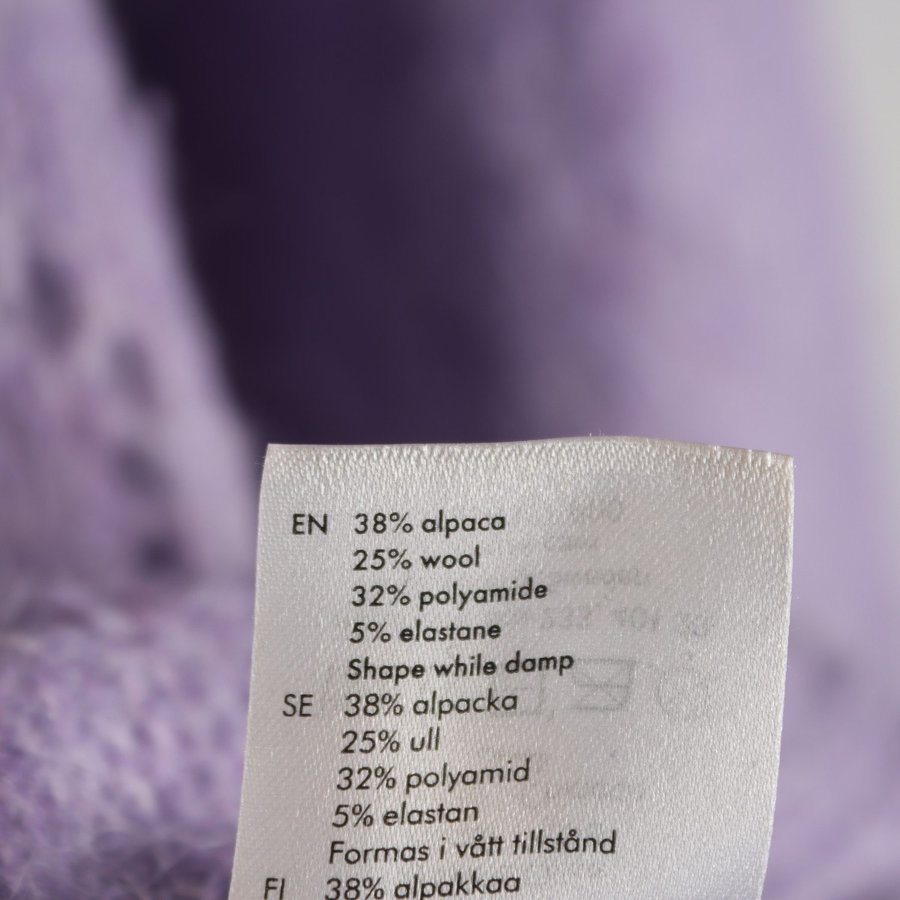 EN 38% alpaca
25% wool
32% polyamide
5% elastane
Shape while damp
SE 38% alpacka
25% ull
32% polyamid
5% elastan
Formas i vått tillstånd
FI 38% alpakkaa